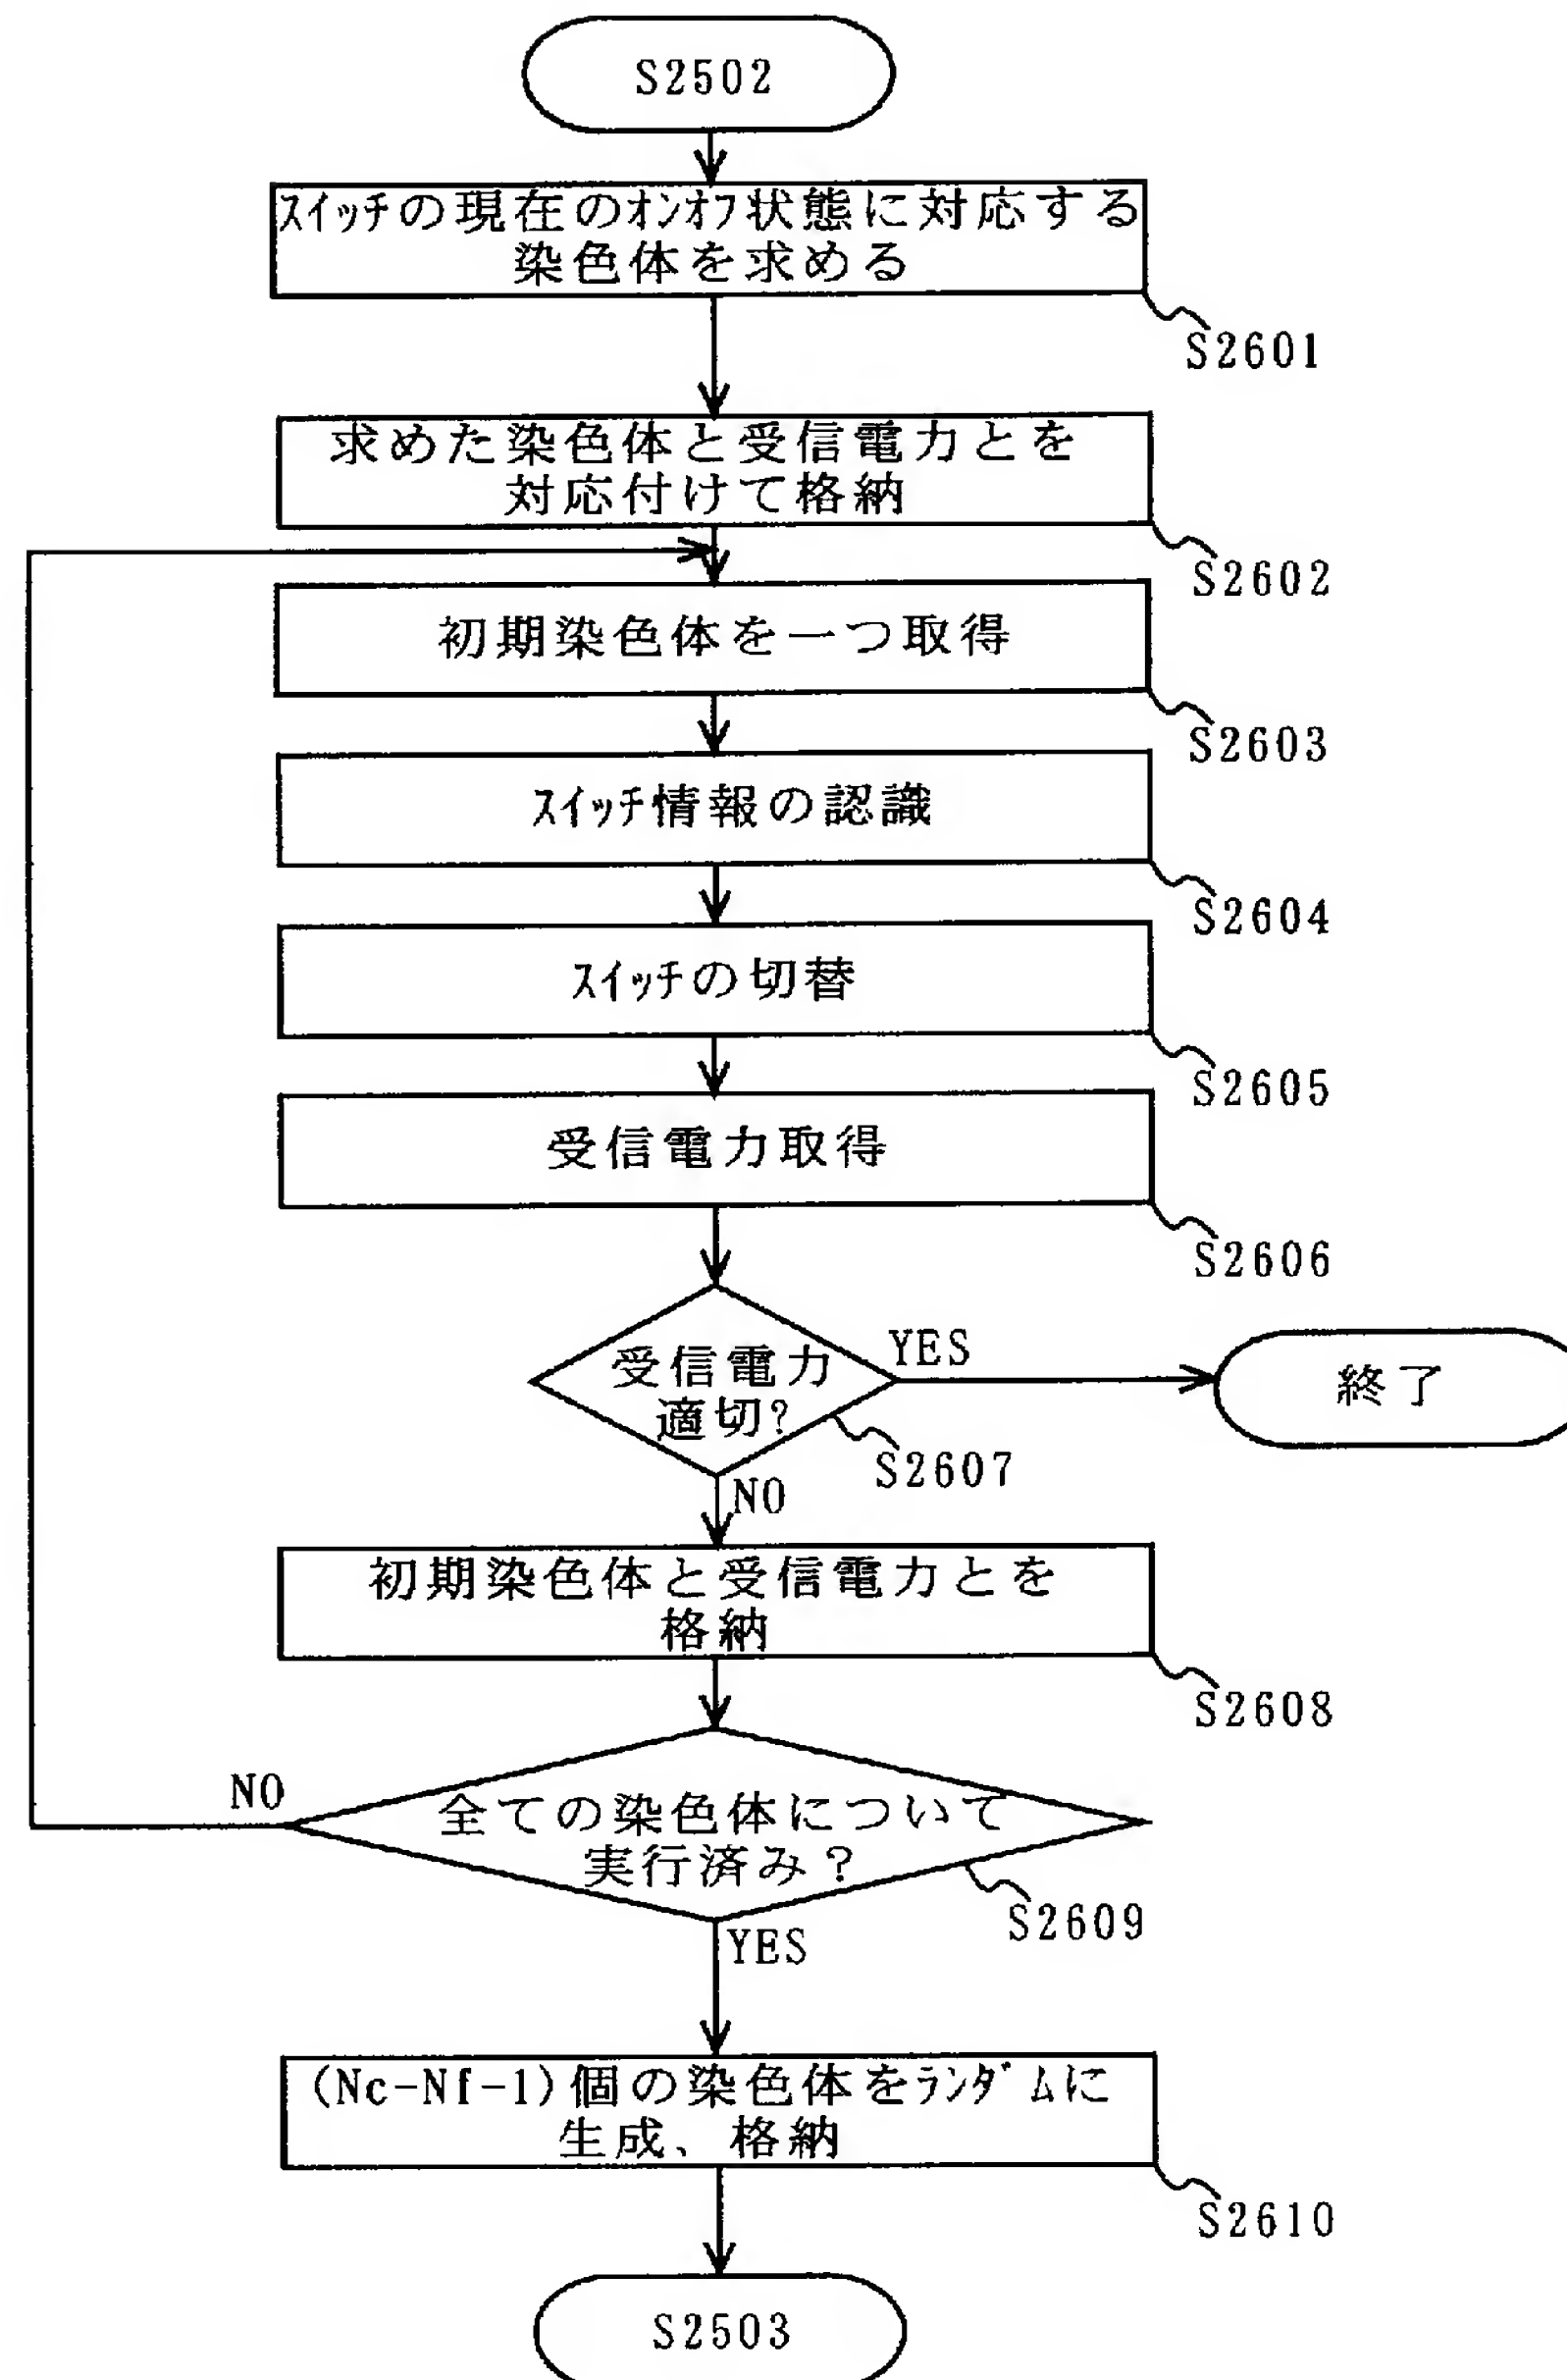 S2502
ｽｲｯﾁの現在のｵﾝｵﾌ状態に対応する
染色体を求める
S2601
求めた染色体と受信電力とを
対応付けて格納
S2602
初期染色体を一つ取得
S2603
ｽｲｯﾁ情報の認識
S2604
ｽｲｯﾁの切替
S2605
受信電力取得
S2606
受信電力
適切?
YES
終了
S2607
NO
初期染色体と受信電力とを
格納
S2608
NO
全ての染色体について
実行済み？
S2609
YES
(Nc-Nf-1)個の染色体をﾗﾝﾀﾞﾑに
生成、格納
S2610
S2503